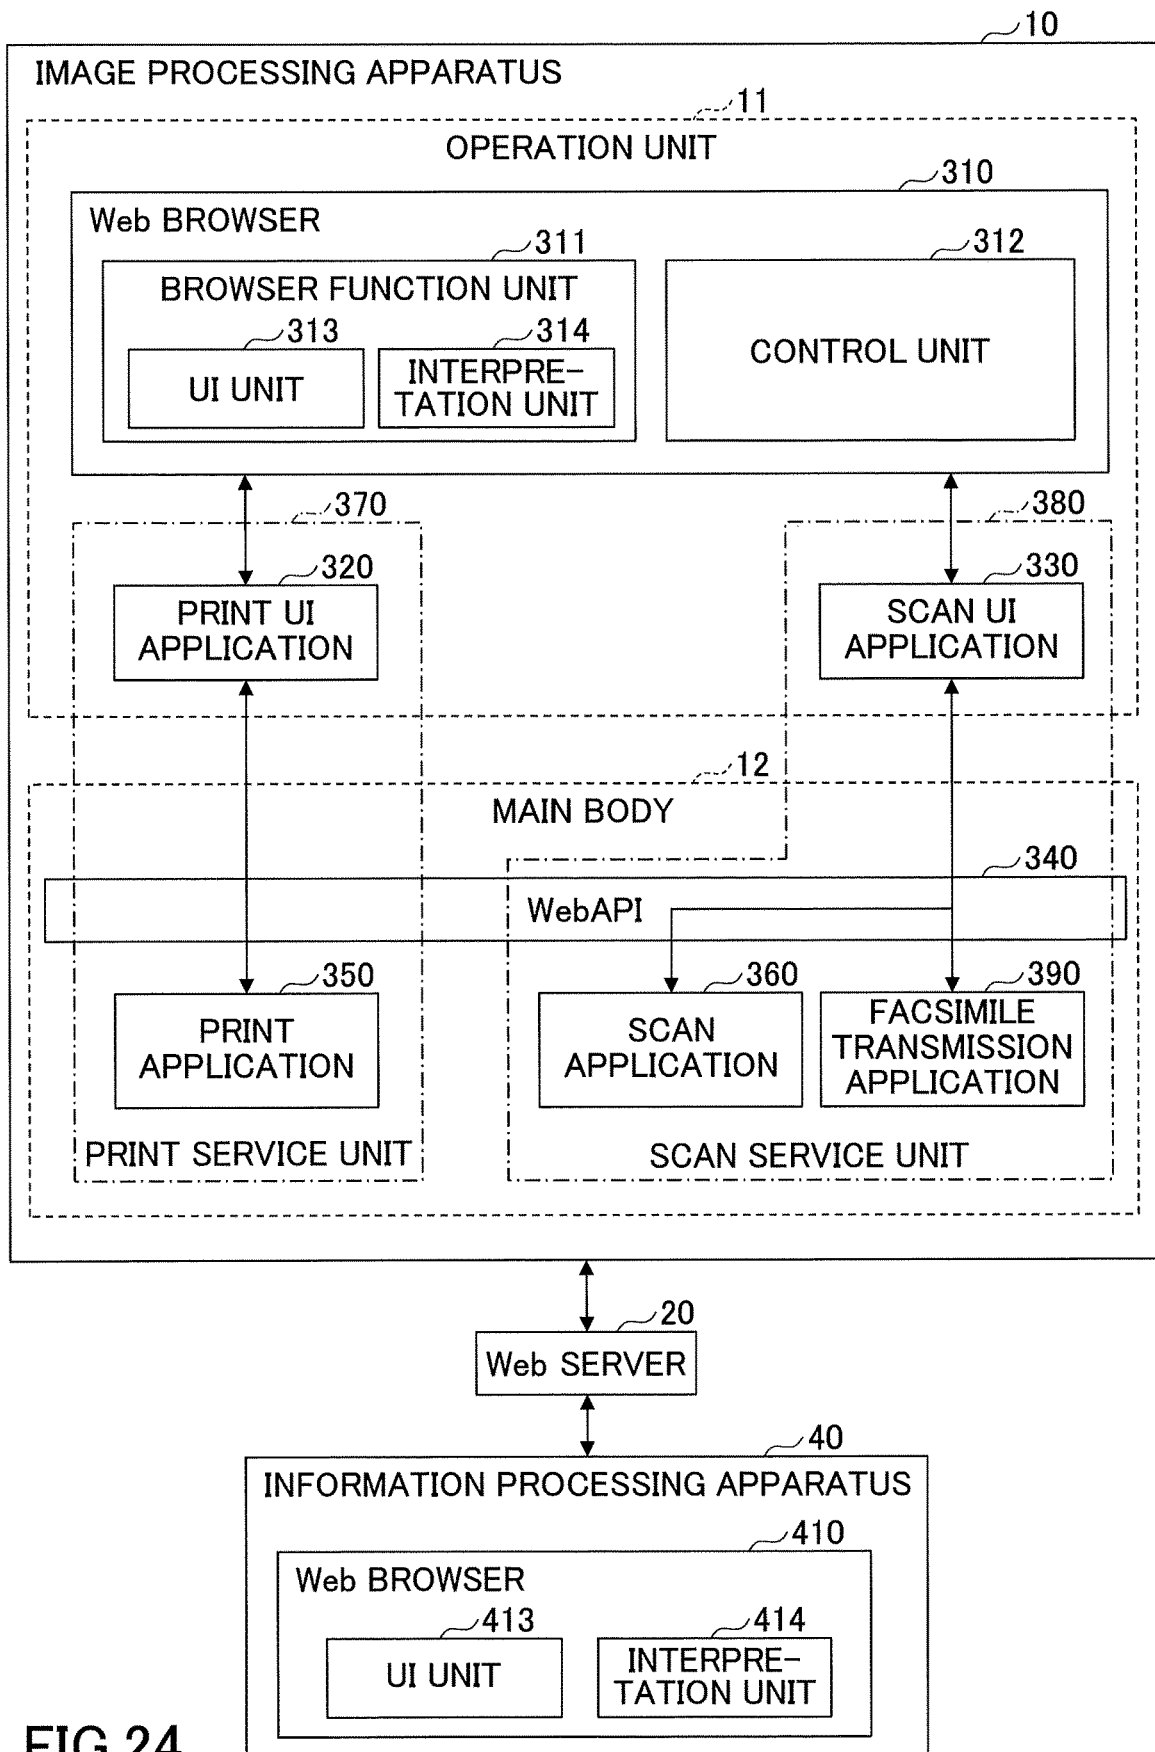 10
IMAGE PROCESSING APPARATUS
11
OPERATION UNIT
310
Web BROWSER
311
312
BROWSER FUNCTION UNIT
313
314
UI UNIT
INTERPRE-
TATION UNIT
CONTROL UNIT
370
380
320
330
PRINT UI
APPLICATION
SCAN UI
APPLICATION
12
MAIN BODY
340
WebAPI
350
360
390
PRINT
APPLICATION
SCAN
APPLICATION
FACSIMILE
TRANSMISSION
APPLICATION
PRINT SERVICE UNIT
SCAN SERVICE UNIT
20
Web SERVER
40
INFORMATION PROCESSING APPARATUS
410
Web BROWSER
413
414
UI UNIT
INTERPRE-
TATION UNIT
FIG.24